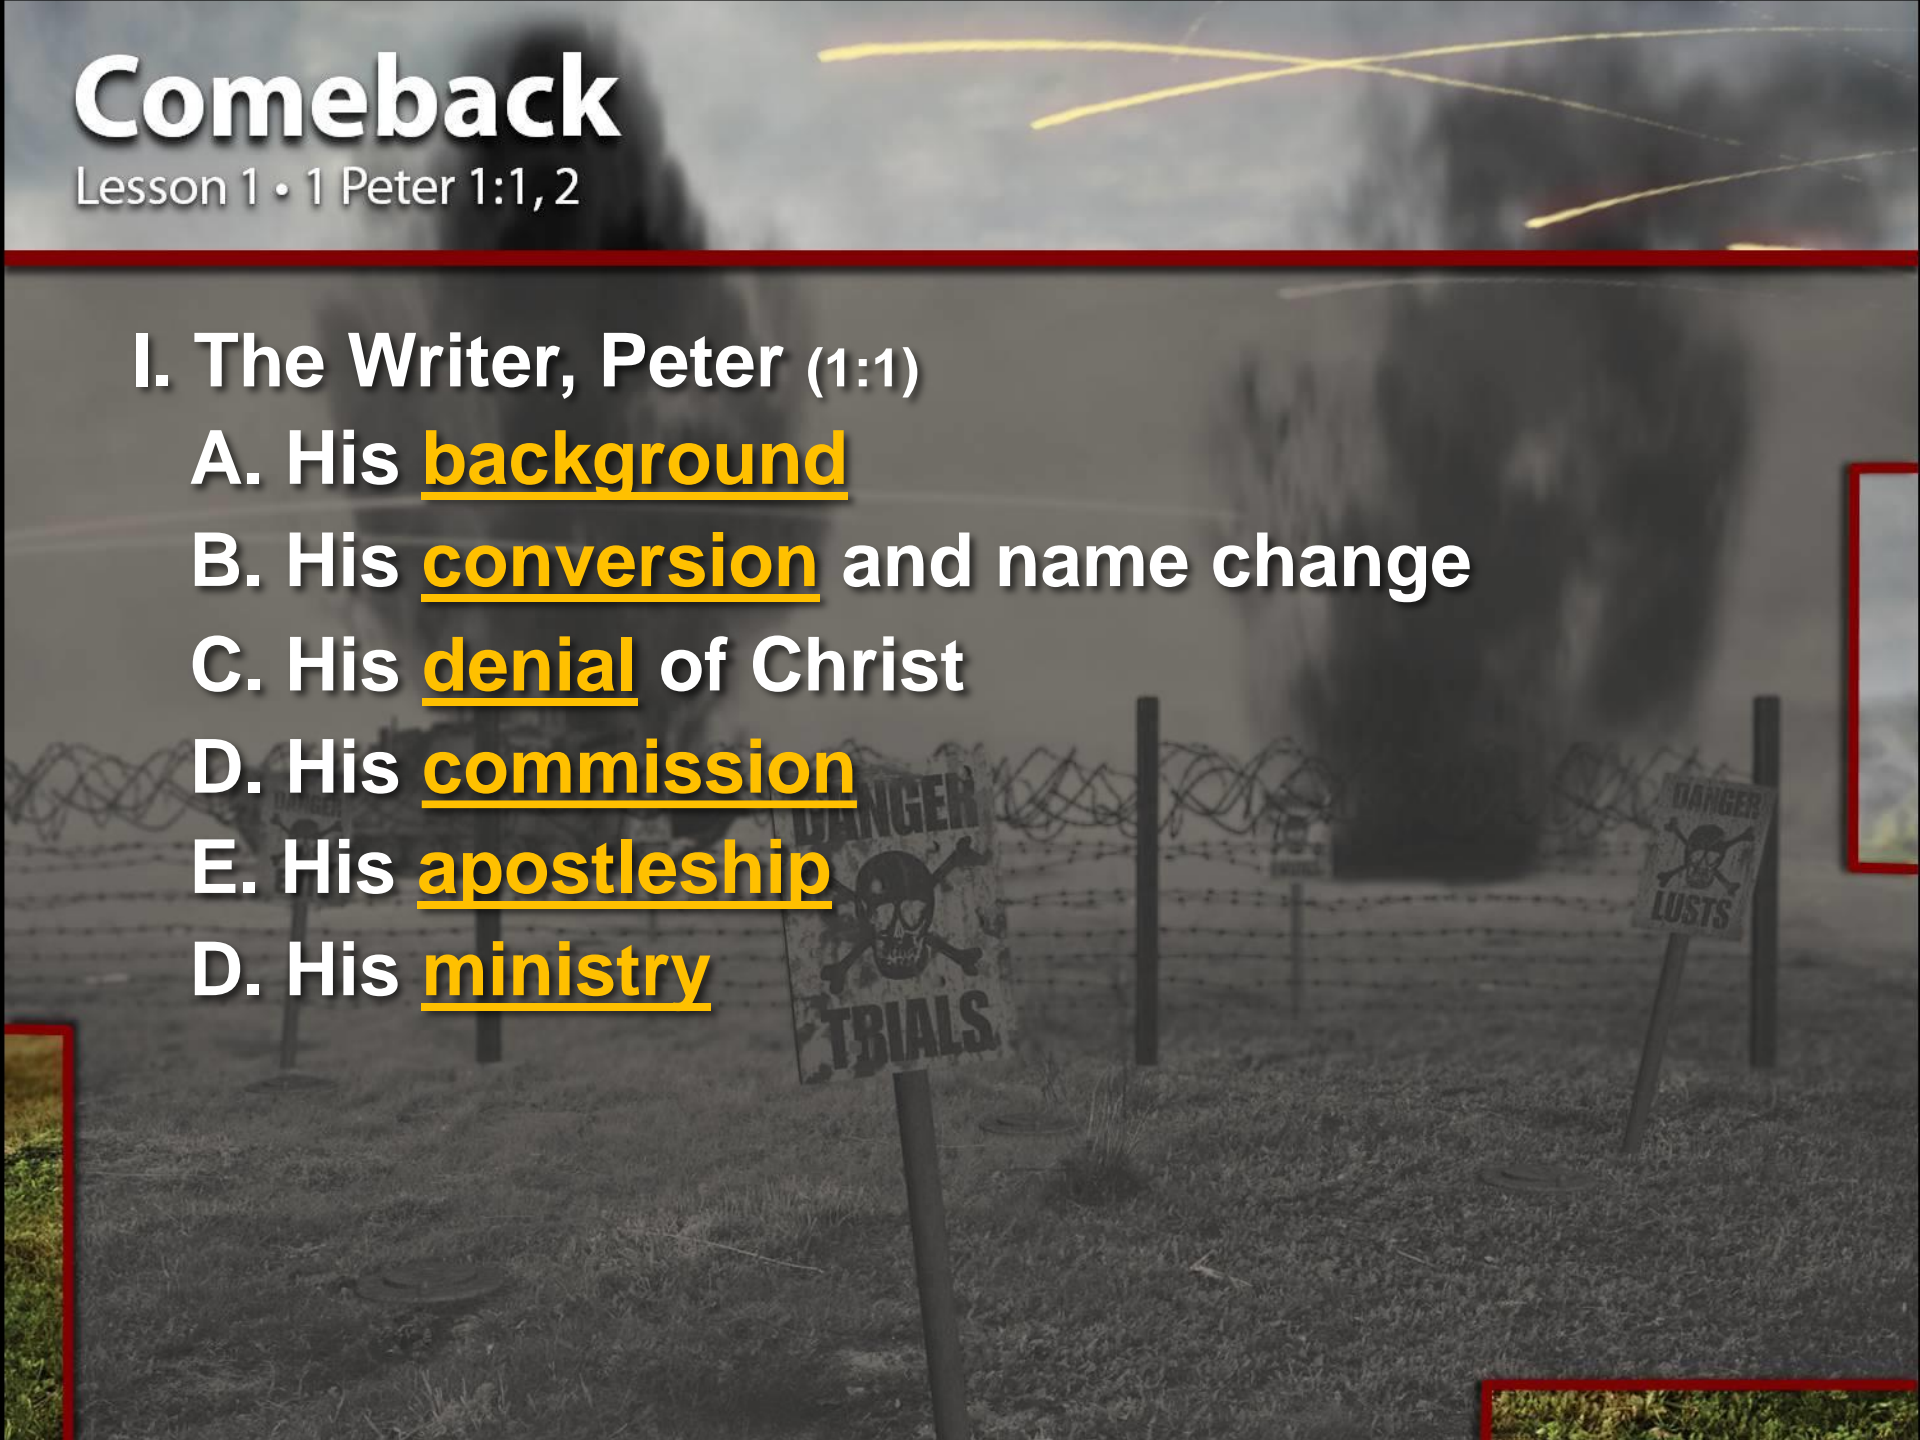 Comeback
Lesson 1 • 1 Peter 1:1, 2
I. The Writer, Peter (1:1)
A. His background
B. His conversion and name change
C. His denial of Christ
D. His commission
E. His apostleship
D. His ministry
DANGER
TRIALS
DANGER
LUSTS
DANGER